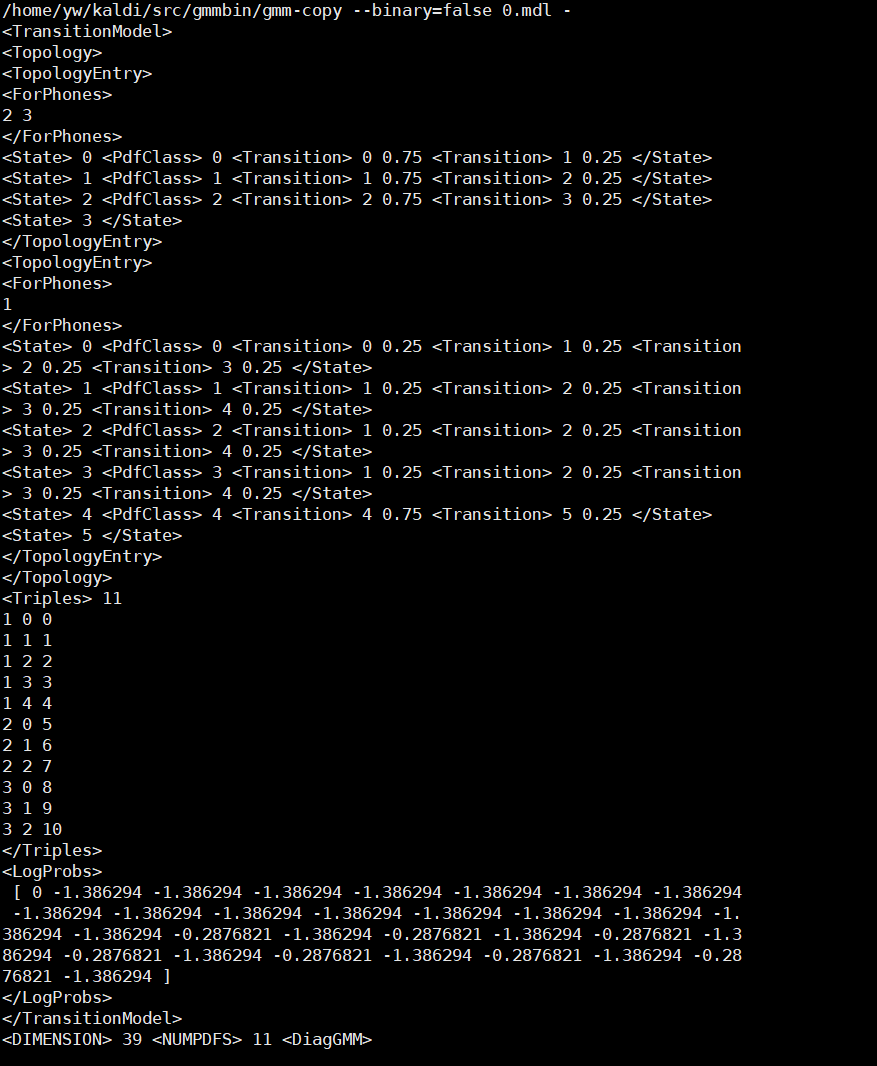 /home/yw/kaldi/src/gmmbin/gmm-copy --binary=false 0.mdl -
<TransitionModel>
<Topology>
<TopologyEntry>
<ForPhones>
2 3
</ForPhones>
<State> 0 <PdfClass> 0 <Transition> 0 0.75 <Transition> 1 0.25 </State>
<State> 1 <PdfClass> 1 <Transition> 1 0.75 <Transition> 2 0.25 </State>
<State> 2 <PdfClass> 2 <Transition> 2 0.75 <Transition> 3 0.25 </State>
<State> 3 </State>
</TopologyEntry>
<TopologyEntry>
<ForPhones>
1
</ForPhones>
<State> 0 <PdfClass> 0 <Transition> 0 0.25 <Transition> 1 0.25 <Transition
> 2 0.25 <Transition> 3 0.25 </State>
<State> 1 <PdfClass> 1 <Transition> 1 0.25 <Transition> 2 0.25 <Transition
> 3 0.25 <Transition> 4 0.25 </State>
<State> 2 <PdfClass> 2 <Transition> 1 0.25 <Transition> 2 0.25 <Transition
> 3 0.25 <Transition> 4 0.25 </State>
<State> 3 <PdfClass> 3 <Transition> 1 0.25 <Transition> 2 0.25 <Transition
> 3 0.25 <Transition> 4 0.25 </State>
<State> 4 <PdfClass> 4 <Transition> 4 0.75 <Transition> 5 0.25 </State>
<State> 5 </State>
</TopologyEntry>
</Topology>
<Triples> 11
1 0 0
1 1 1
1 2 2
1 3 3
1 4 4
2 0 5
2 1 6
2 2 7
3 0 8
3 1 9
3 2 10
</Triples>
<LogProbs>
[ 0 -1.386294 -1.386294 -1.386294 -1.386294 -1.386294 -1.386294 -1.386294
-1.386294 -1.386294 -1.386294 -1.386294 -1.386294 -1.386294 -1.386294 -1.
386294 -1.386294 -0.2876821 -1.386294 -0.2876821 -1.386294 -0.2876821 -1.3
86294 -0.2876821 -1.386294 -0.2876821 -1.386294 -0.2876821 -1.386294 -0.28
76821 -1.386294 ]
</LogProbs>
</TransitionModel>
<DIMENSION> 39 <NUMPDFS> 11 <DiagGMM>